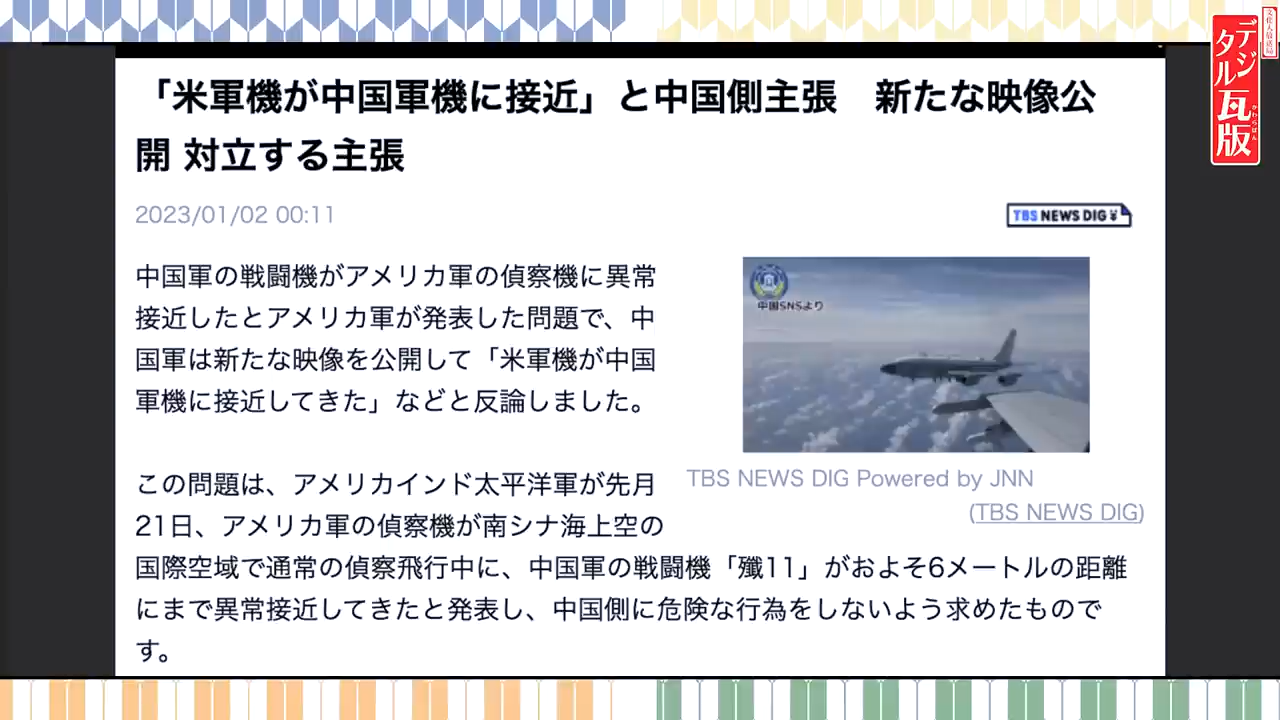 「米軍機が中国軍機に接近」と中国側主張　新たな映像公
開 対立する主張
2023/01/02 00:11
TBS NEWS DIG
中国軍の戦闘機がアメリカ軍の偵察機に異常
接近したとアメリカ軍が発表した問題で、中
国軍は新たな映像を公開して「米軍機が中国
軍機に接近してきた」などと反論しました。
中国SNSより
TBS NEWS DIG Powered by JNN
(TBS NEWS DIG)
この問題は、アメリカインド太平洋軍が先月
21日、アメリカ軍の偵察機が南シナ海上空の
国際空域で通常の偵察飛行中に、中国軍の戦闘機「殲11」がおよそ6メートルの距離
にまで異常接近してきたと発表し、中国側に危険な行為をしないよう求めたもので
す。
デジタル瓦版
かわらばん
文化人放送局